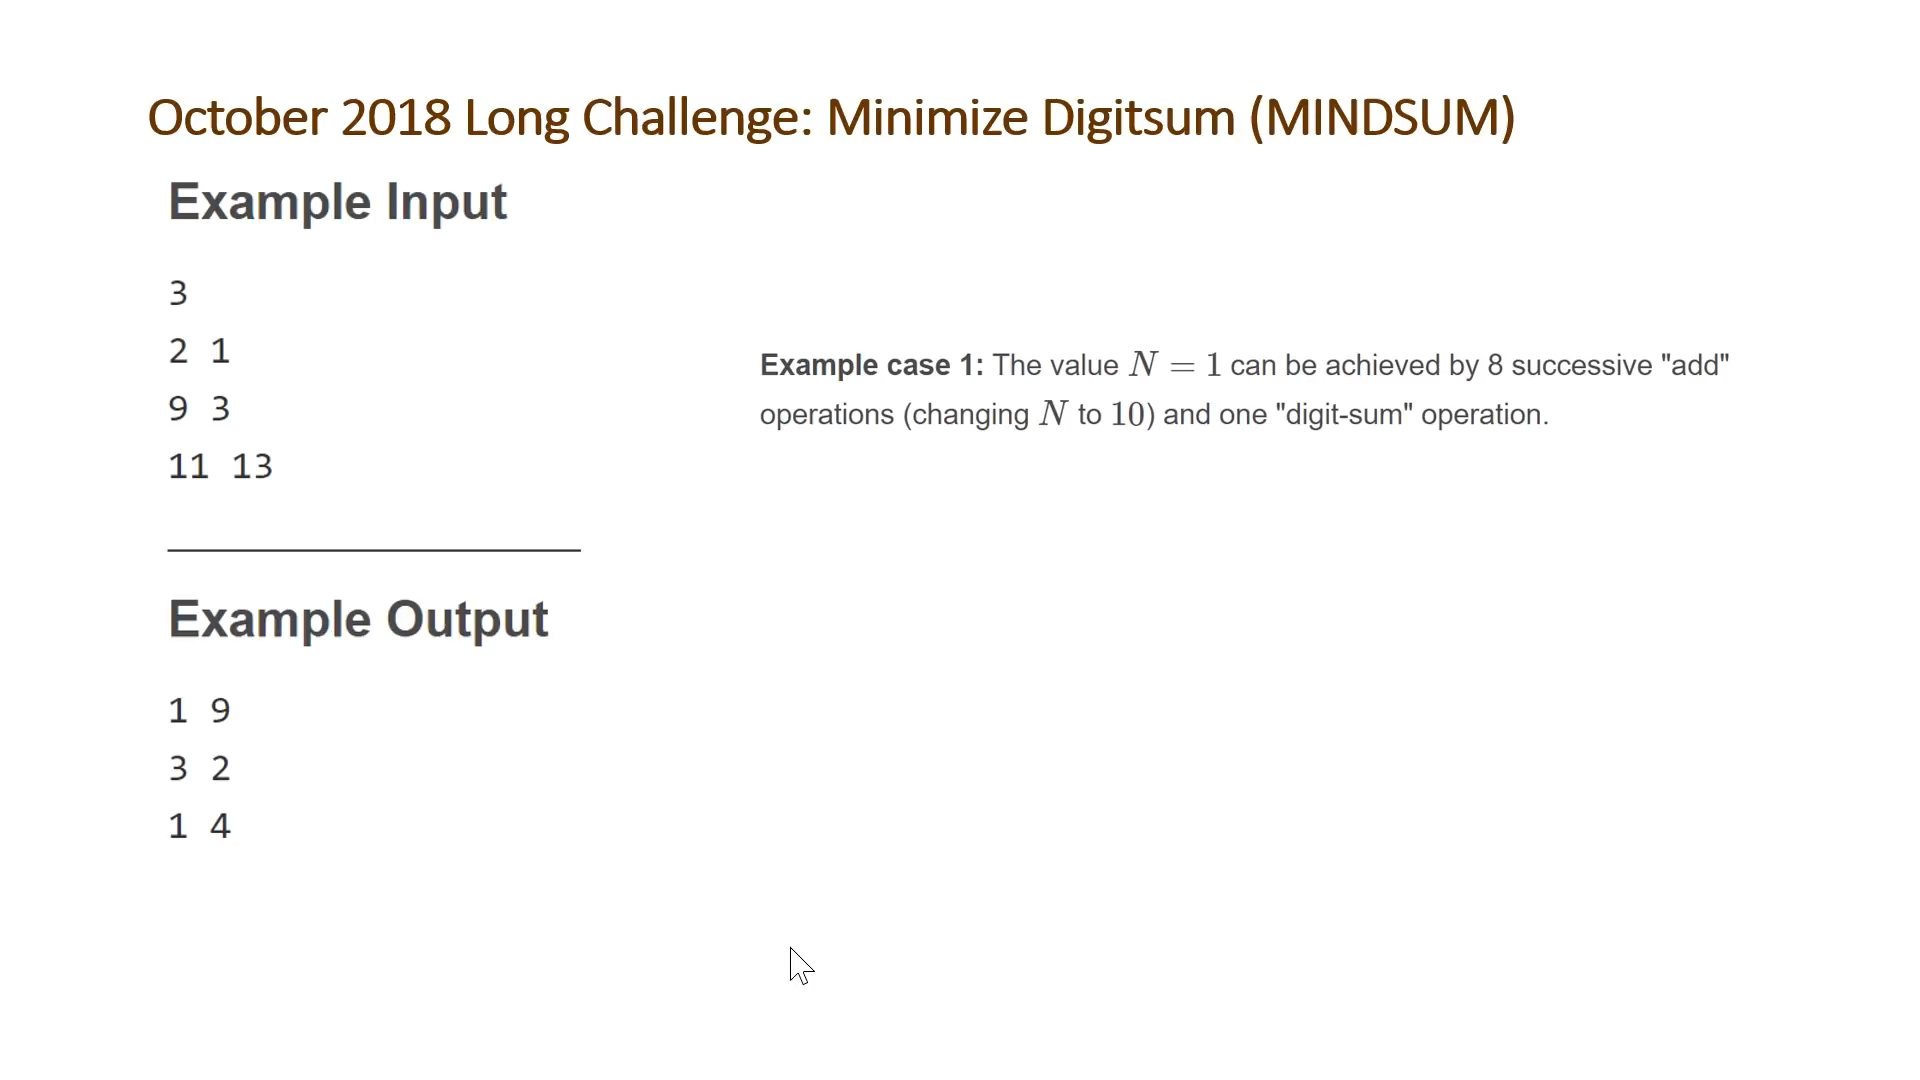 October 2018 Long Challenge: Minimize Digitsum (MINDSUM)
Example Input
3
2 1
9 3
11 13
Example Output
1 9
3 2
1 4
Example case 1: The value N = 1 can be achieved by 8 successive "add"
operations (changing N to 10) and one "digit-sum" operation.